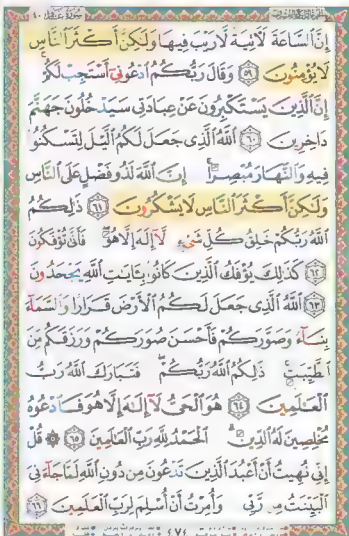 إِنَّ ٱلسَّاعَةَ لَأٓتِيَةٌ لَّا رَيْبَ فِيهَا وَلَٰكِنَّ أَكْثَرَ ٱلنَّاسِ
لَا يُؤْمِنُونَ ٥٩ وَقَالَ رَبُّكُمُ ٱدْعُونِىٓ أَسْتَجِبْ لَكُمْ
إِنَّ ٱلَّذِينَ يَسْتَكْبِرُونَ عَنْ عِبَادَتِى سَيَدْخُلُونَ جَهَنَّمَ
دَاخِرِينَ ٦٠ ٱللَّهُ ٱلَّذِى جَعَلَ لَكُمُ ٱلَّيْلَ لِتَسْكُنُوا۟
فِيهِ وَٱلنَّهَارَ مُبْصِرًا إِنَّ ٱللَّهَ لَذُو فَضْلٍ عَلَى ٱلنَّاسِ
وَلَٰكِنَّ أَكْثَرَ ٱلنَّاسِ لَا يَشْكُرُونَ ٦١ ذَٰلِكُمُ
ٱللَّهُ رَبُّكُمْ خَٰلِقُ كُلِّ شَىْءٍ لَّآ إِلَٰهَ إِلَّا هُوَ فَأَنَّىٰ تُؤْفَكُونَ
٦٢ كَذَٰلِكَ يُؤْفَكُ ٱلَّذِينَ كَانُوا۟ بِـَٔايَٰتِ ٱللَّهِ يَجْحَدُونَ
٦٣ ٱللَّهُ ٱلَّذِى جَعَلَ لَكُمُ ٱلْأَرْضَ قَرَارًا وَٱلسَّمَآءَ
بِنَآءً وَصَوَّرَكُمْ فَأَحْسَنَ صُوَرَكُمْ وَرَزَقَكُم مِّنَ
ٱلطَّيِّبَٰتِ ذَٰلِكُمُ ٱللَّهُ رَبُّكُمْ فَتَبَارَكَ ٱللَّهُ رَبُّ
ٱلْعَٰلَمِينَ ٦٤ هُوَ ٱلْحَىُّ لَآ إِلَٰهَ إِلَّا هُوَ فَٱدْعُوهُ
مُخْلِصِينَ لَهُ ٱلدِّينَ ٱلْحَمْدُ لِلَّهِ رَبِّ ٱلْعَٰلَمِينَ ٦٥ ۞ قُلْ
إِنِّى نُهِيتُ أَنْ أَعْبُدَ ٱلَّذِينَ تَدْعُونَ مِن دُونِ ٱللَّهِ لَمَّا جَآءَنِىَ
ٱلْبَيِّنَٰتُ مِن رَّبِّى وَأُمِرْتُ أَنْ أُسْلِمَ لِرَبِّ ٱلْعَٰلَمِينَ ٦٦
٤٧٤